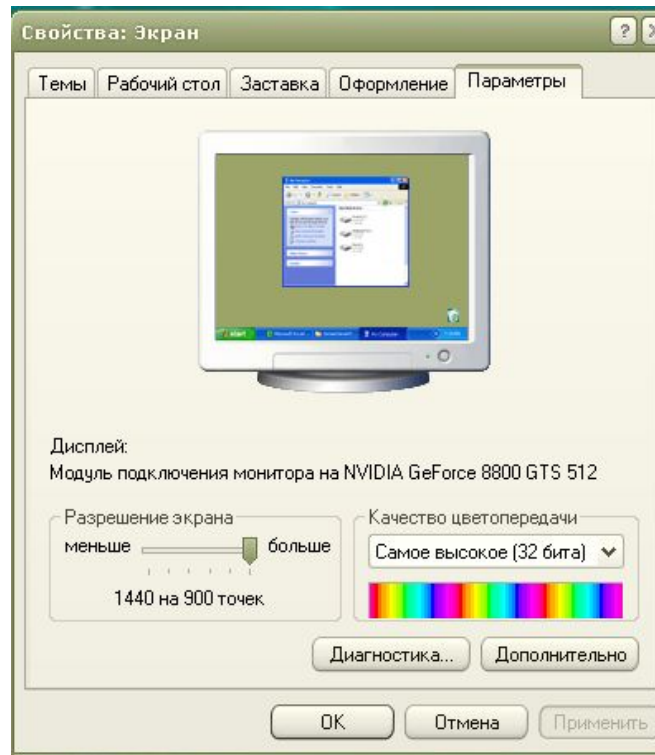 Свойства: Экран
Темы
Рабочий стол
Заставка
Оформление
Параметры
start
Дисплей:
Модуль подключения монитора на NVIDIA GeForce 8800 GTS 512
Разрешение экрана
меньше
больше
1440 на 900 точек
Качество цветопередачи
Самое высокое (32 бита)
Диагностика...
Дополнительно
OK
Отмена
Применить